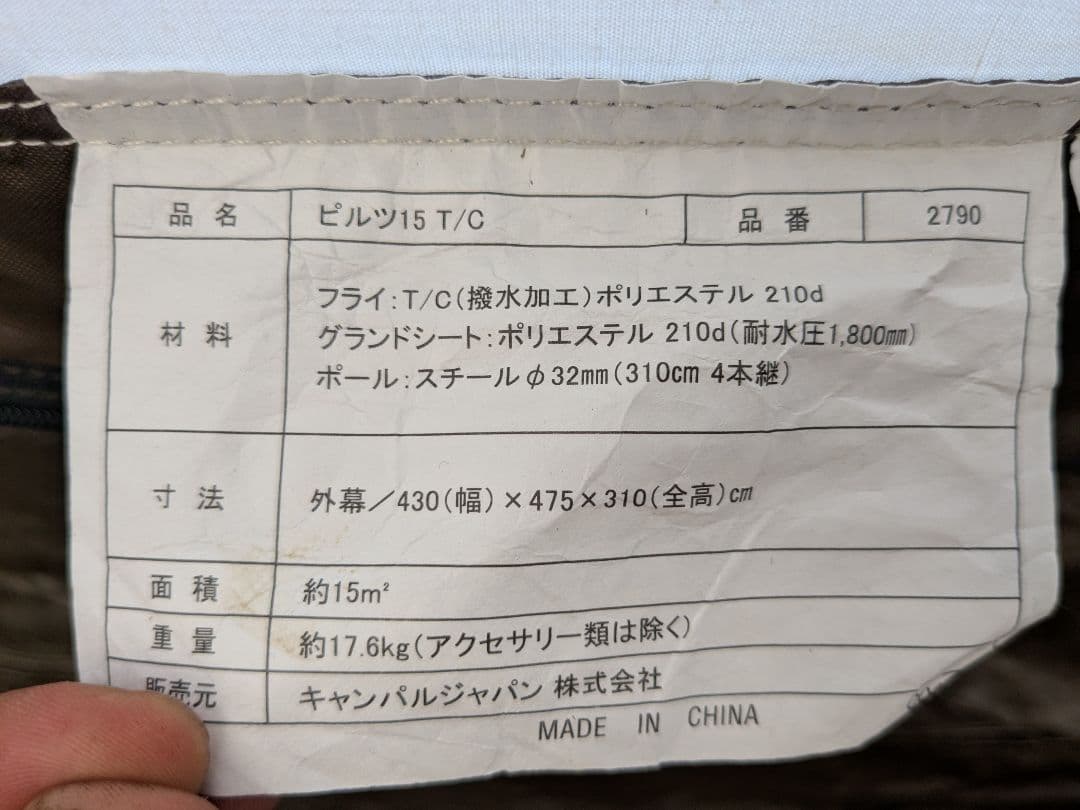 品名 ピルツ15 T/C 品番 2790
材料 フライ:T/C(撥水加工)ポリエステル 210d
グランドシート:ポリエステル 210d(耐水圧1,800㎜)
ポール:スチールφ32㎜(310cm 4本継)
寸法 外幕/430(幅)×475×310(全高)㎝
面積 約15㎡
重量 約17.6kg(アクセサリー類は除く)
販売元 キャンパルジャパン 株式会社
MADE IN CHINA